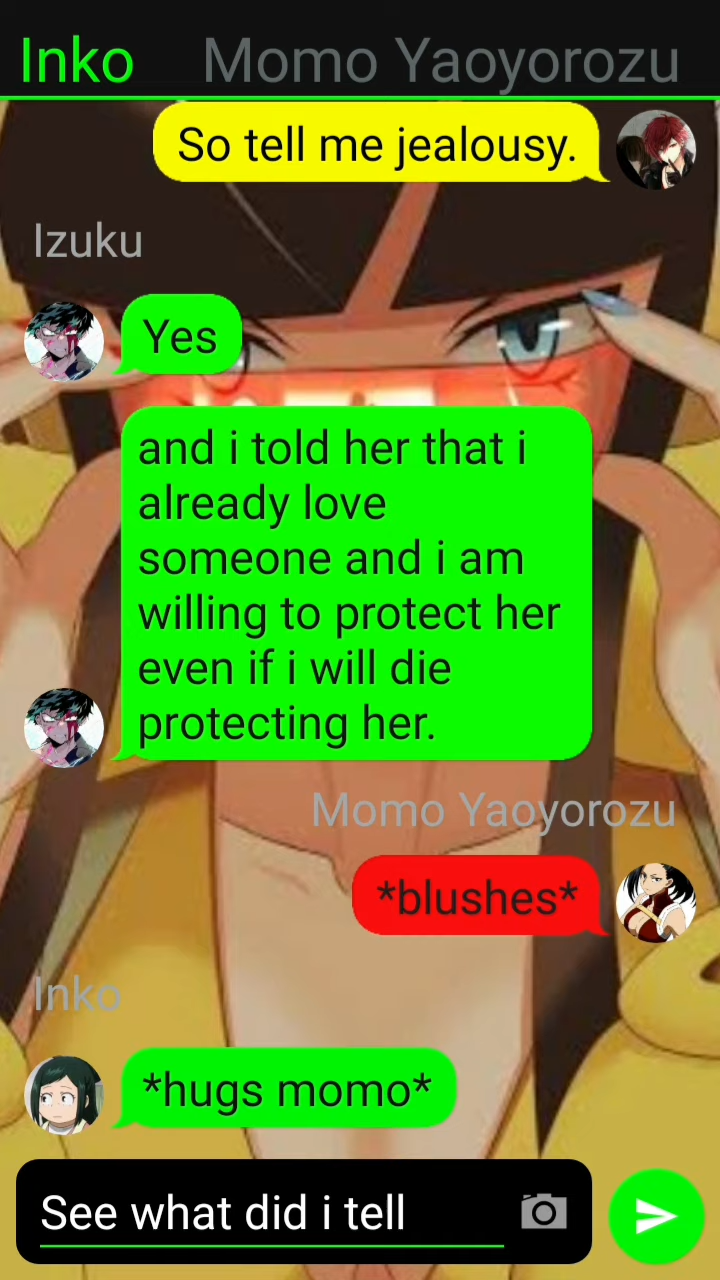 Inko Momo Yaoyorozu
So tell me jealousy.
Izuku
Yes
and i told her that i
already love
someone and i am
willing to protect her
even if i will die
protecting her.
Momo Yaoyorozu
*blushes*
Inko
*hugs momo*
See what did i tell